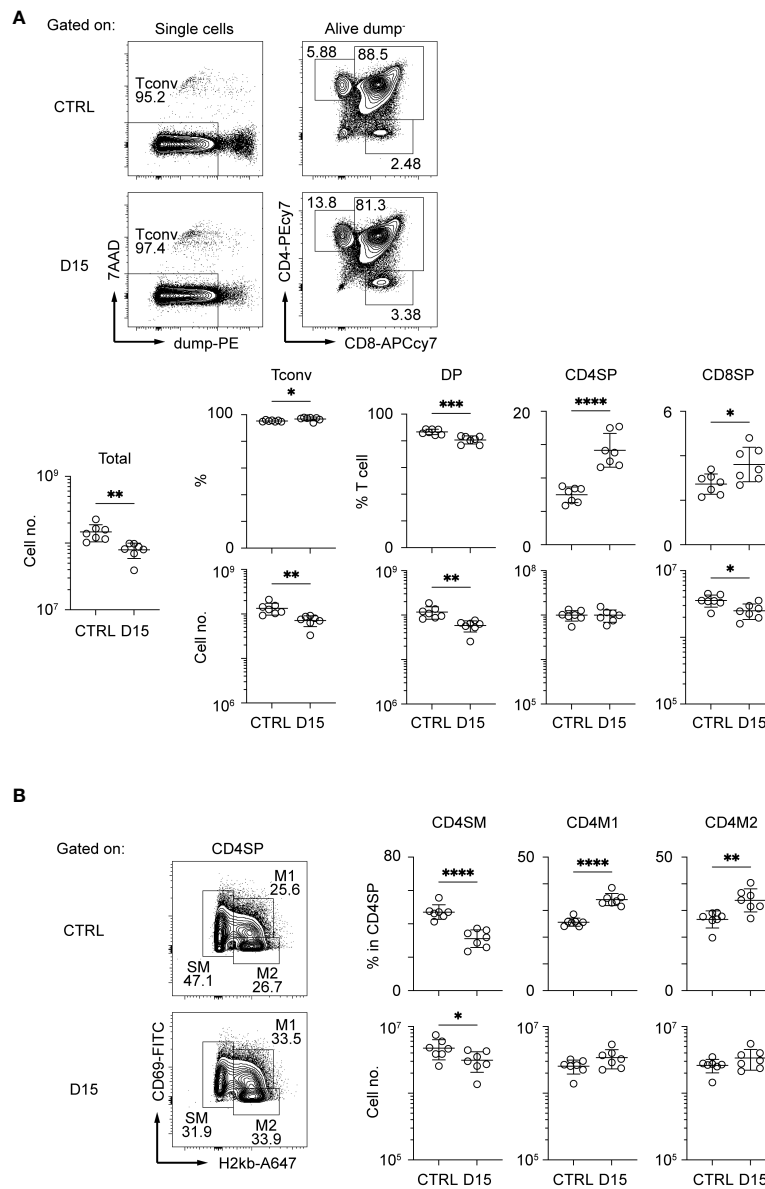 A
Gated on:
Single cells
Alive dump-
CTRL
Tconv
95.2
5.88
88.5
2.48
D15
Tconv
97.4
13.8
81.3
3.38
7AAD
dump-PE
CD4-PEcy7
CD8-APCcy7
Total
**
10^9
10^7
Cell no.
CTRL D15
Tconv
*
100
%
0
DP
***
100
% T cell
0
CD4SP
****
20
0
CD8SP
*
6
0
**
10^9
Cell no.
10^6
CTRL D15
**
10^9
10^6
CTRL D15
10^8
10^5
CTRL D15
*
10^7
10^5
CTRL D15
B
Gated on:
CD4SP
CTRL
M1
25.6
SM
47.1
M2
26.7
D15
M1
33.5
SM
31.9
M2
33.9
CD69-FITC
H2kb-A647
CD4SM
****
80
% in CD4SP
0
CD4M1
****
50
0
CD4M2
**
50
0
*
10^7
Cell no.
10^5
CTRL D15
10^7
10^5
CTRL D15
10^7
10^5
CTRL D15